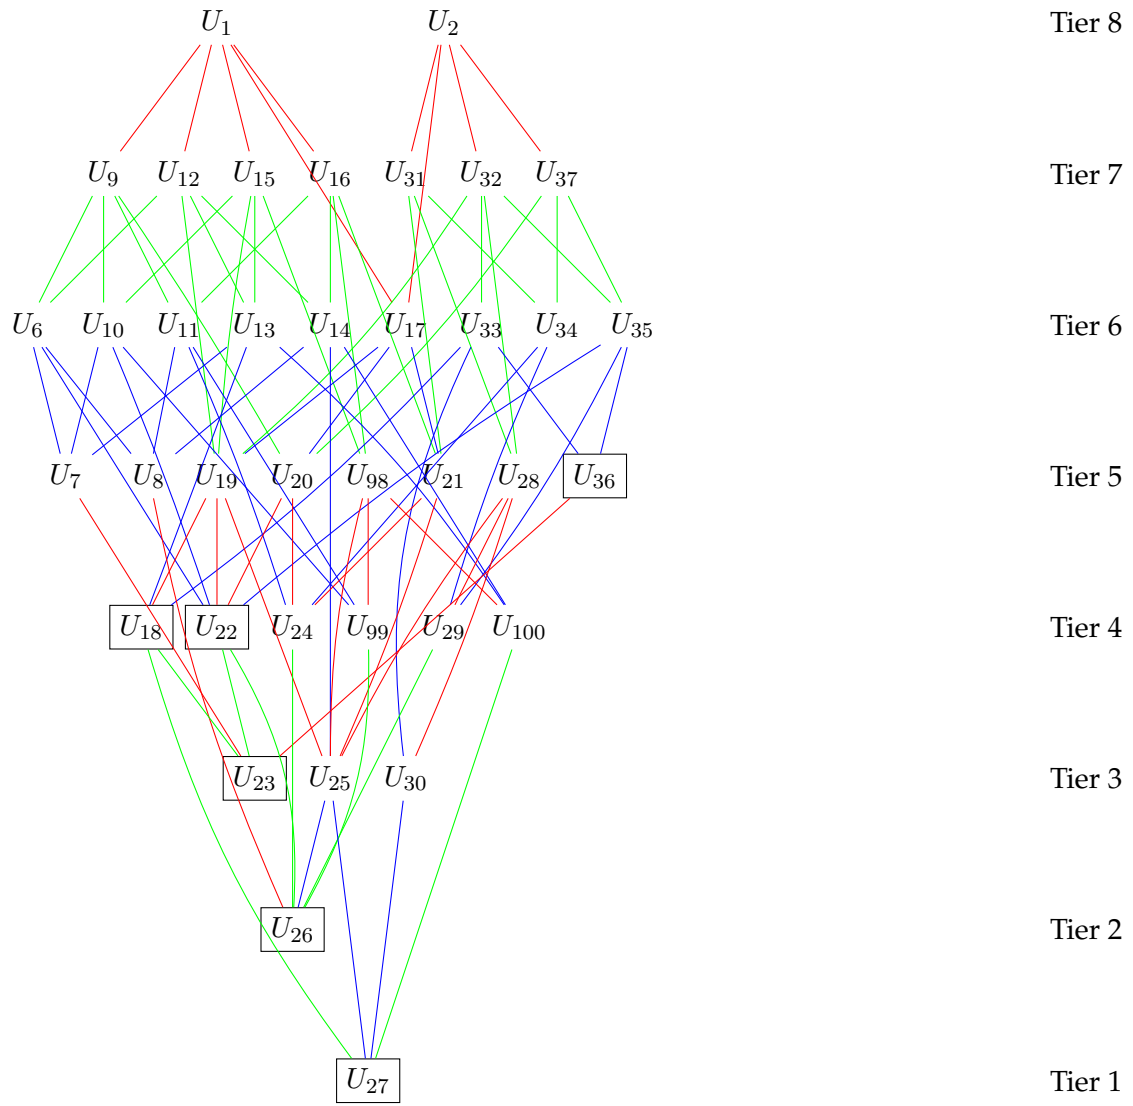 U₁ U₂ Tier 8
U₉ U₁₂ U₁₅ U₁₆ U₃₁ U₃₂ U₃₇ Tier 7
U₆ U₁₀ U₁₁ U₁₃ U₁₄ U₁₇ U₃₃ U₃₄ U₃₅ Tier 6
U₇ U₈ U₁₉ U₂₀ U₉₈ U₂₁ U₂₈ U₃₆ Tier 5
U₁₈ U₂₂ U₂₄ U₉₉ U₂₉ U₁₀₀ Tier 4
U₂₃ U₂₅ U₃₀ Tier 3
U₂₆ Tier 2
U₂₇ Tier 1